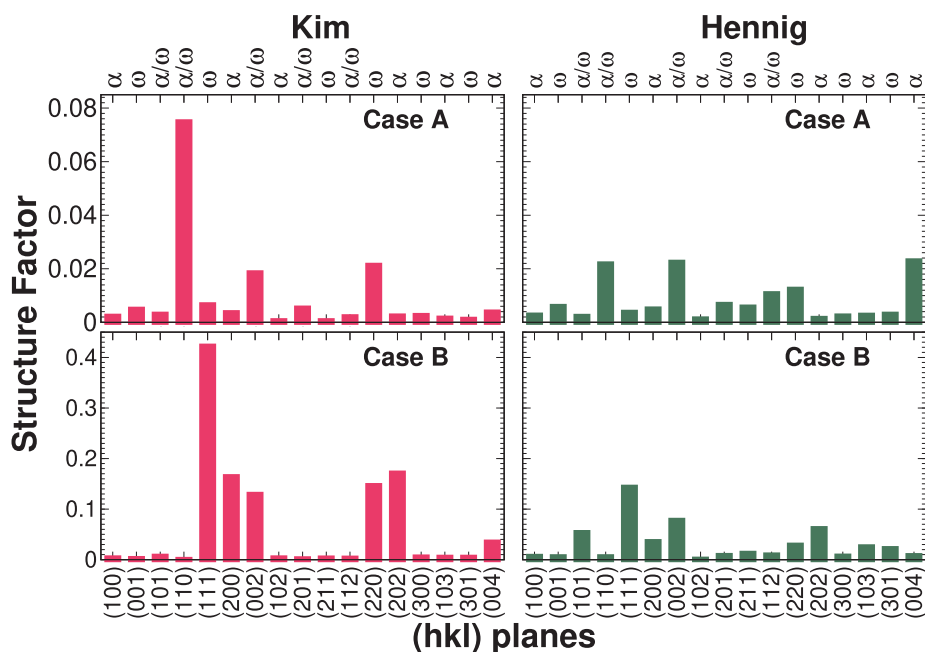 Kim Hennig
α ω α/ω α/ω ω α α/ω α α/ω ω α/ω ω α ω α ω α
α ω α/ω α/ω ω α α/ω α α/ω ω α/ω ω α ω α ω α
Case A
Case A
0.08
0.06
0.04
0.02
0
Structure Factor
Case B
Case B
0.4
0.3
0.2
0.1
0
(100) (001) (101) (110) (111) (200) (002) (102) (201) (211) (112) (220) (202) (300) (103) (301) (004)
(100) (001) (101) (110) (111) (200) (002) (102) (201) (211) (112) (220) (202) (300) (103) (301) (004)
(hkl) planes